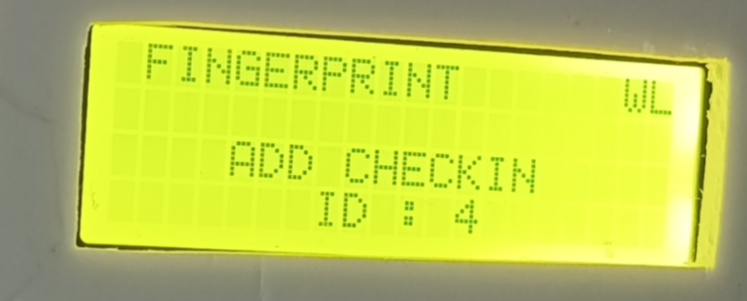 FINGERPRINT WL
ADD CHECKIN
ID : 4